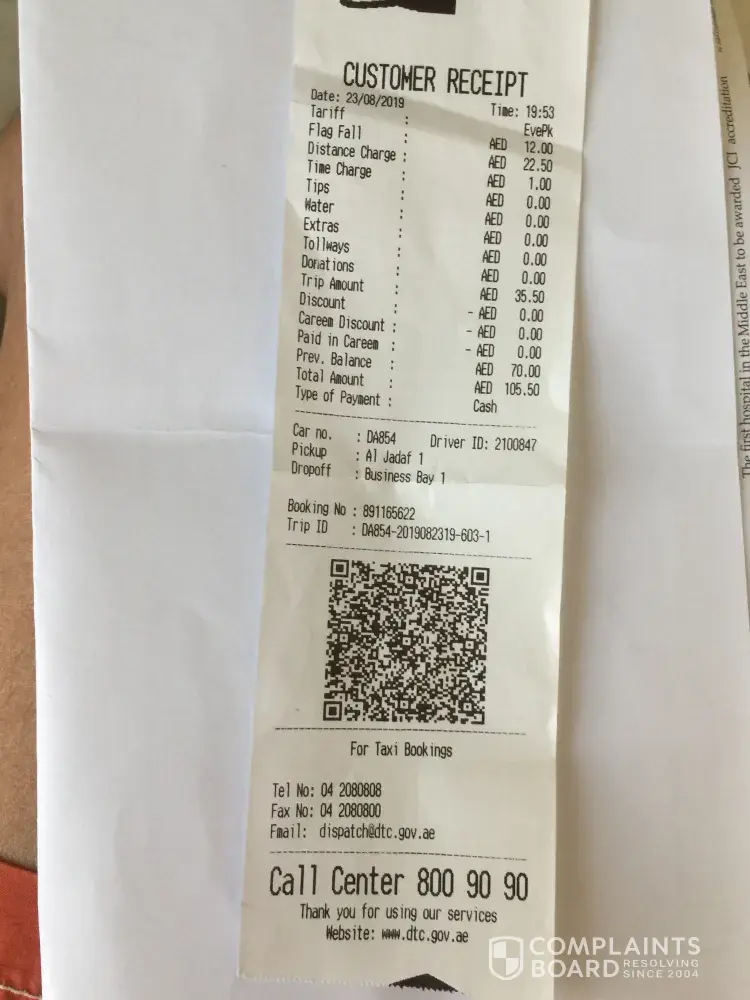 CUSTOMER RECEIPT
Date: 23/08/2019 Time: 19:53
Tariff : EvePk
Flag Fall : AED 12.00
Distance Charge : AED 22.50
Time Charge : AED 1.00
Tips : AED 0.00
Water : AED 0.00
Extras : AED 0.00
Tollways : AED 0.00
Donations : AED 0.00
Trip Amount : AED 35.50
Discount : - AED 0.00
Careem Discount : - AED 0.00
Paid in Careem : - AED 0.00
Prev. Balance : AED 70.00
Total Amount : AED 105.50
Type of Payment : Cash
Car no. : DA854 Driver ID: 2100847
Pickup : Al Jadaf 1
Dropoff : Business Bay 1
Booking No : 891165622
Trip ID : DA854-2019082319-603-1
For Taxi Bookings
Tel No: 04 2080808
Fax No: 04 2080800
Email: dispatch@dtc.gov.ae
Call Center 800 90 90
Thank you for using our services
Website: www.dtc.gov.ae
The first hospital in the Middle East to be awarded JCI accreditation
COMPLAINTS
BOARD RESOLVING
SINCE 2004